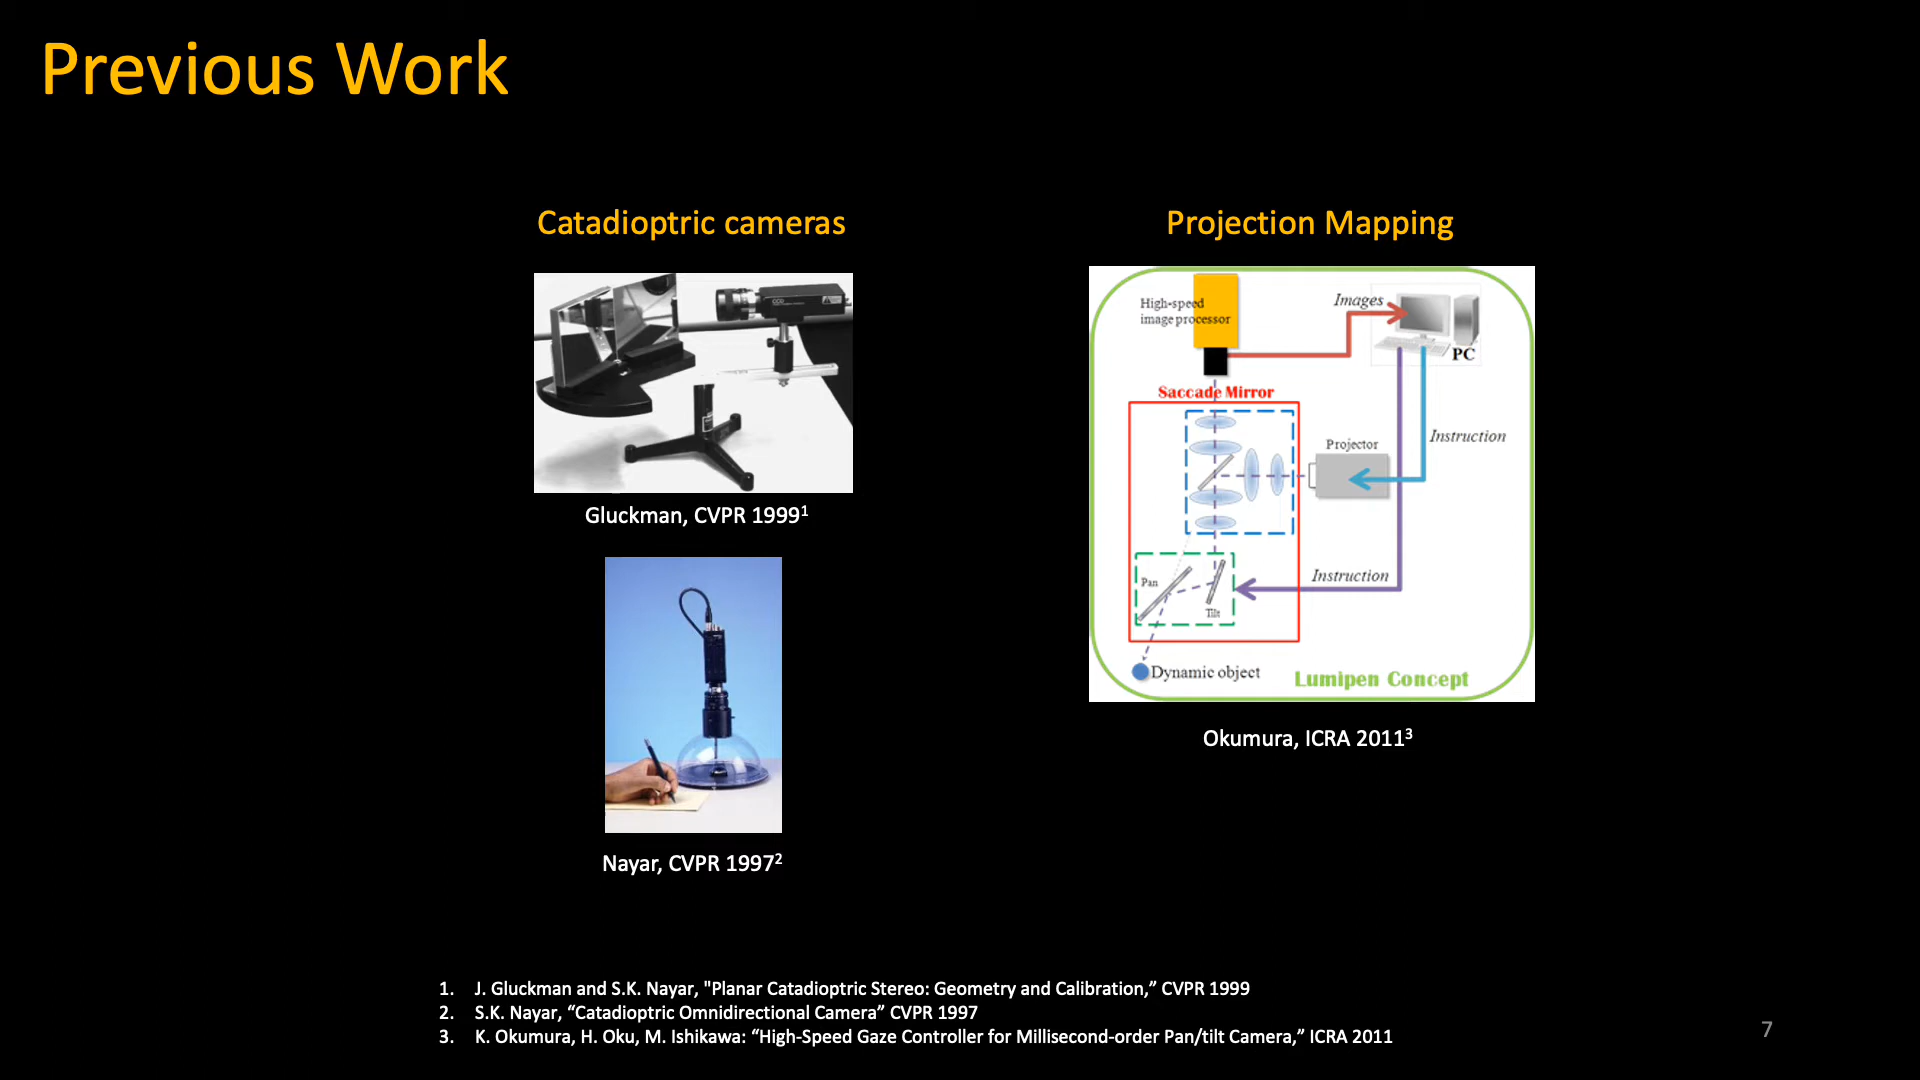 Previous Work
Catadioptric cameras
Gluckman, CVPR 1999¹
Nayar, CVPR 1997²
Projection Mapping
High-speed
image processor
Images
PC
Saccade Mirror
Projector
Instruction
Pan
Tilt
Instruction
Dynamic object
Lumipen Concept
Okumura, ICRA 2011³
1. J. Gluckman and S.K. Nayar, "Planar Catadioptric Stereo: Geometry and Calibration,” CVPR 1999
2. S.K. Nayar, “Catadioptric Omnidirectional Camera” CVPR 1997
3. K. Okumura, H. Oku, M. Ishikawa: “High-Speed Gaze Controller for Millisecond-order Pan/tilt Camera,” ICRA 2011
7